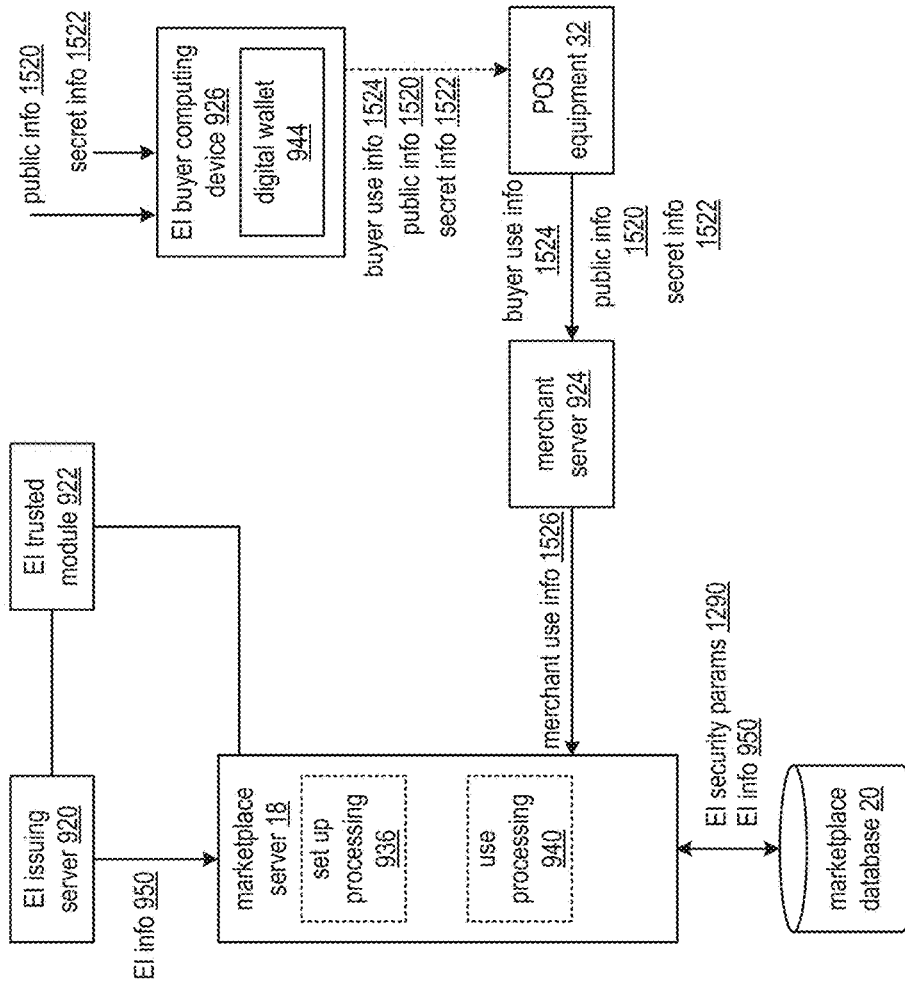 EI issuing
server 920
EI trusted
module 922
public info 1520
secret info 1522
EI buyer computing
device 926
digital wallet
944
EI info 950
marketplace
server 18
set up
processing
936
use
processing
940
merchant use info 1526
merchant
server 924
buyer use info
1524
public info
1520
secret info
1522
buyer use info 1524
public info 1520
secret info 1522
POS
equipment 32
EI security params 1290
EI info 950
marketplace
database 20